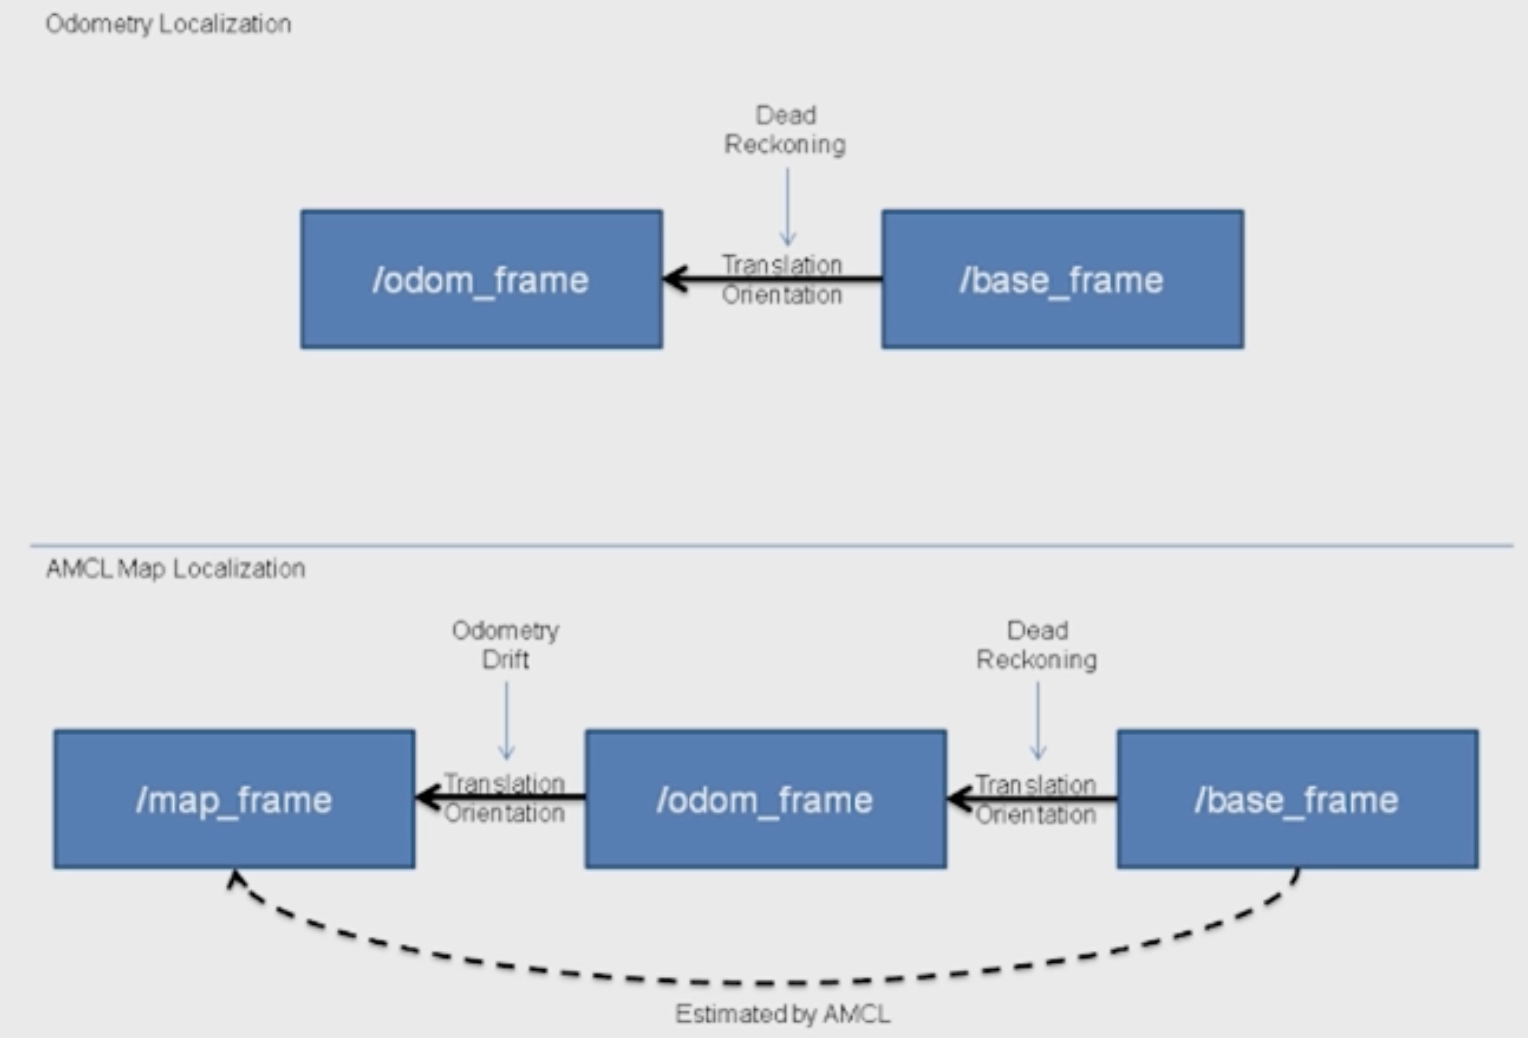 Odometry Localization
Dead
Reckoning
/odom_frame
Translation
Orientation
/base_frame
AMCL Map Localization
Odometry
Drift
Dead
Reckoning
/map_frame
Translation
Orientation
/odom_frame
Translation
Orientation
/base_frame
Estimated by AMCL